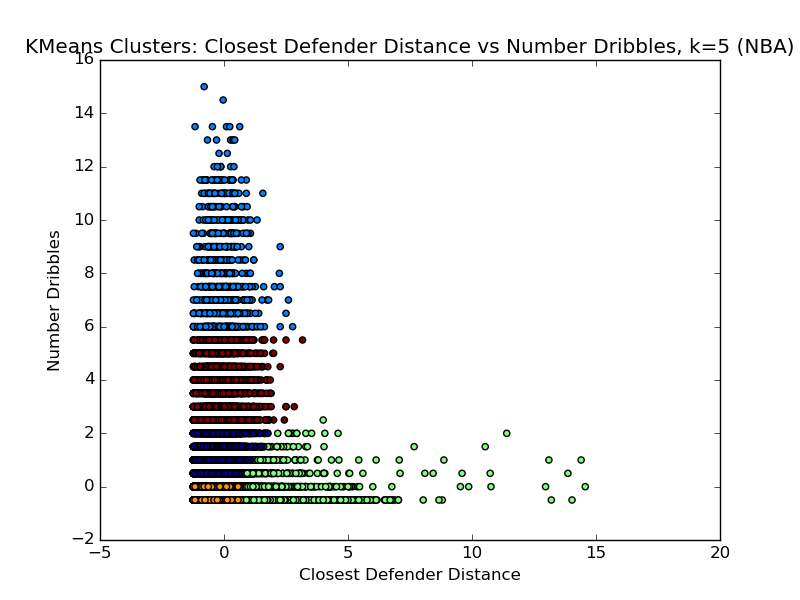 KMeans Clusters: Closest Defender Distance vs Number Dribbles, k=5 (NBA)
16
14
12
10
8
6
4
2
0
−2
Number Dribbles
−5 0 5 10 15 20
Closest Defender Distance